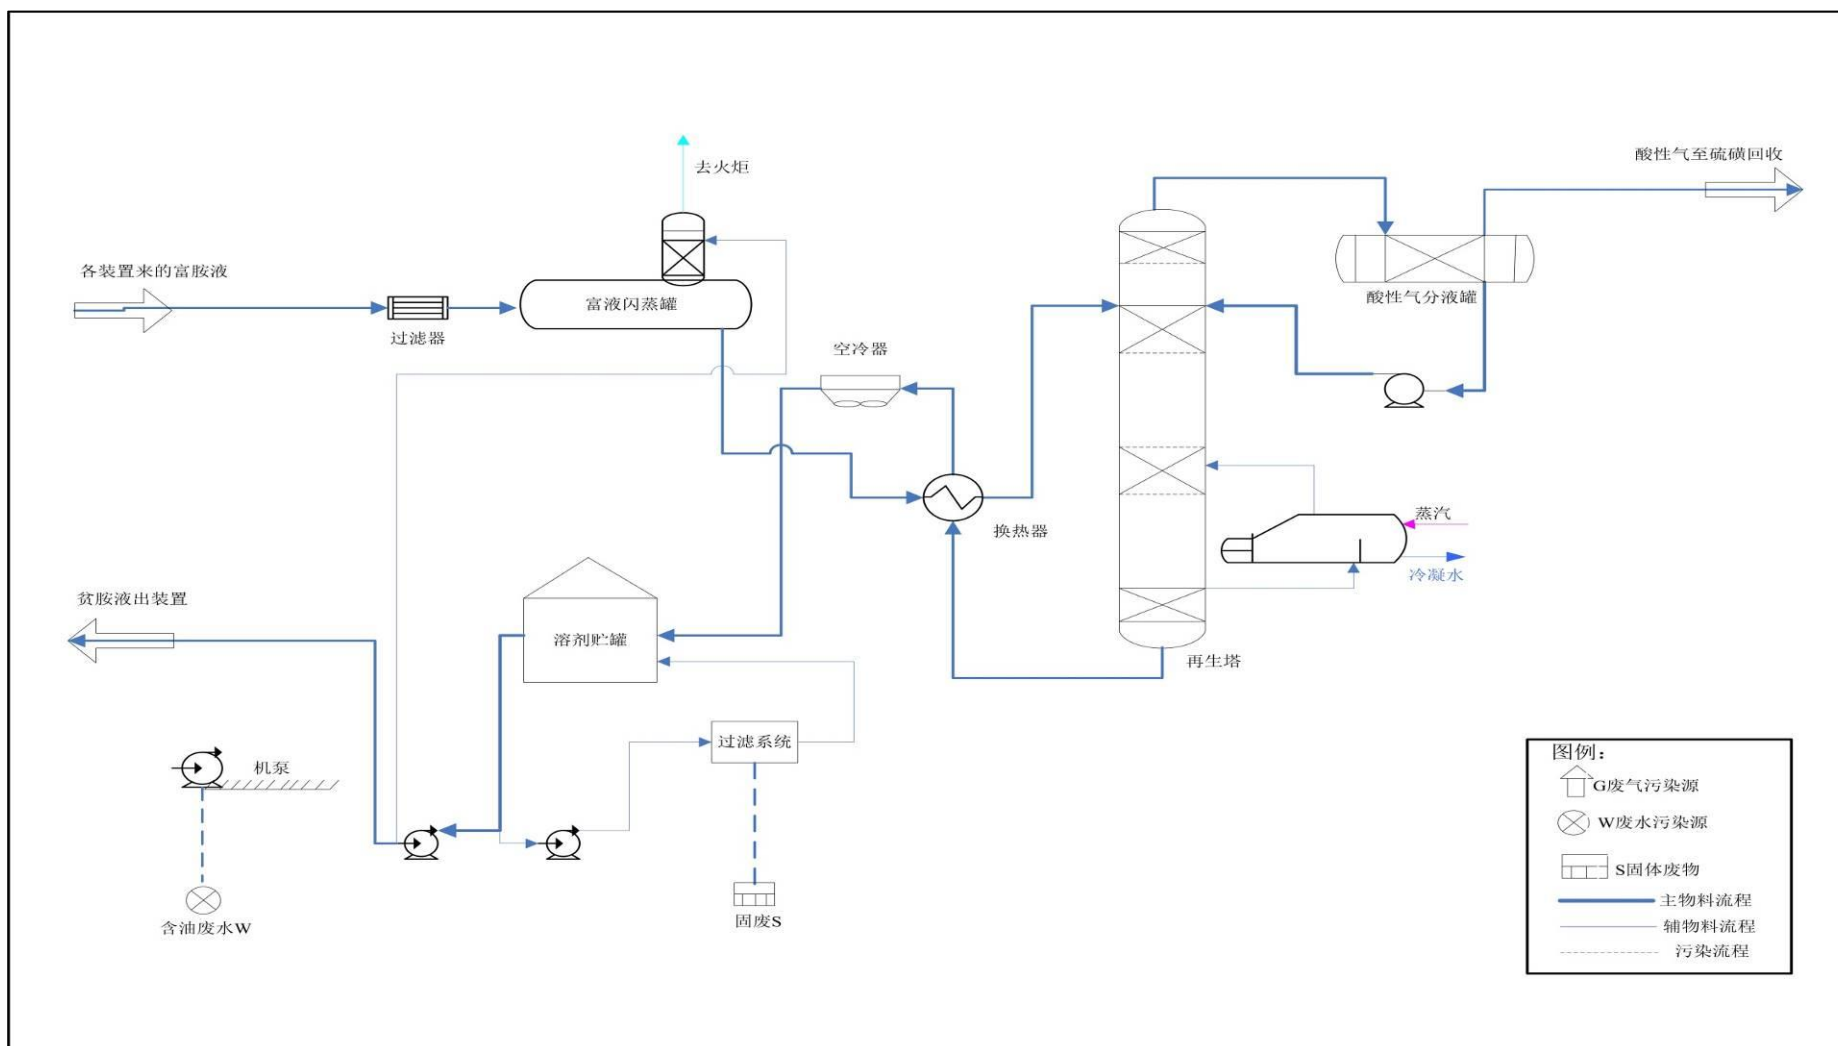 去火炬
酸性气至硫磺回收
各装置来的富胺液
富液闪蒸罐
酸性气分液罐
过滤器
空冷器
蒸汽
换热器
冷凝水
贫胺液出装置
溶剂贮罐
再生塔
过滤系统
机泵
固废S
含油废水W
图例：
G废气污染源
W废水污染源
S固体废物
主物料流程
辅物料流程
污染流程